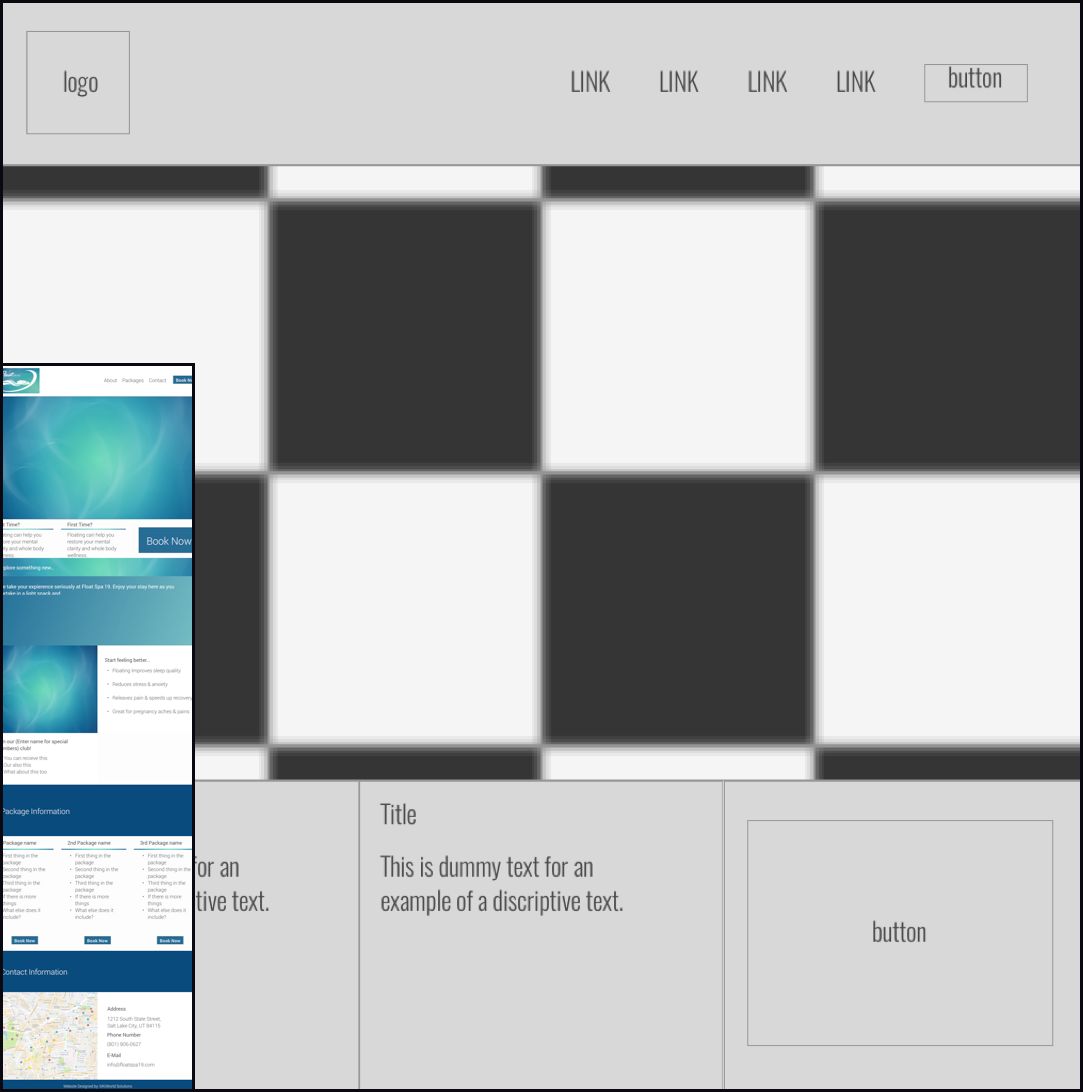 logo
LINK LINK LINK LINK button
About Packages Contact Book N
t Time? First Time?
ating can help you Floating can help you
ore your mental restore your mental
ity and whole body clarity and whole body
ness. wellness.
Book Now
plore something new...
e take your expierence seriously at Float Spa 19. Enjoy your stay here as you
rtake in a light snack and
Start feeling better...
• Floating improves sleep quality
• Reduces stress & anxiety
• Releaves pain & speeds up recovery
• Great for pregnancy aches & pains
n our (Enter name for special
mbers) club!
You can recieve this
Our also this
What about this too
Package Information
Package name 2nd Package name 3rd Package name
First thing in the • First thing in the • First thing in the
package package package
Second thing in the • Second thing in the • Second thing in the
package package package
Third thing in the • Third thing in the • Third thing in the
package package package
If there is more • If there is more • If there is more
things things things
What else does it • What else does it • What else does it
include? include? include?
Book Now Book Now Book Now
Contact Information
Address
1212 South State Street,
Salt Lake City, UT 84115
Phone Number
(801) 906-0627
E-Mail
info@floatspa19.com
Website Designed by
Title
for an This is dummy text for an
tive text. example of a discriptive text.
button